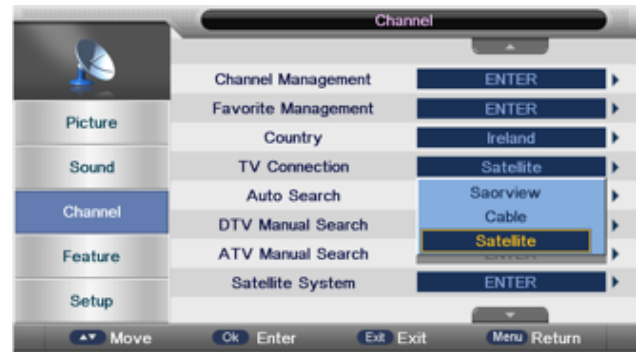 Channel
Channel Management ENTER
Favorite Management ENTER
Picture
Country Ireland
Sound
TV Connection Satellite
Auto Search Saorview
Channel
DTV Manual Search Cable
Satellite
Feature
ATV Manual Search
Satellite System ENTER
Setup
Move Ok Enter Exit Exit Menu Return